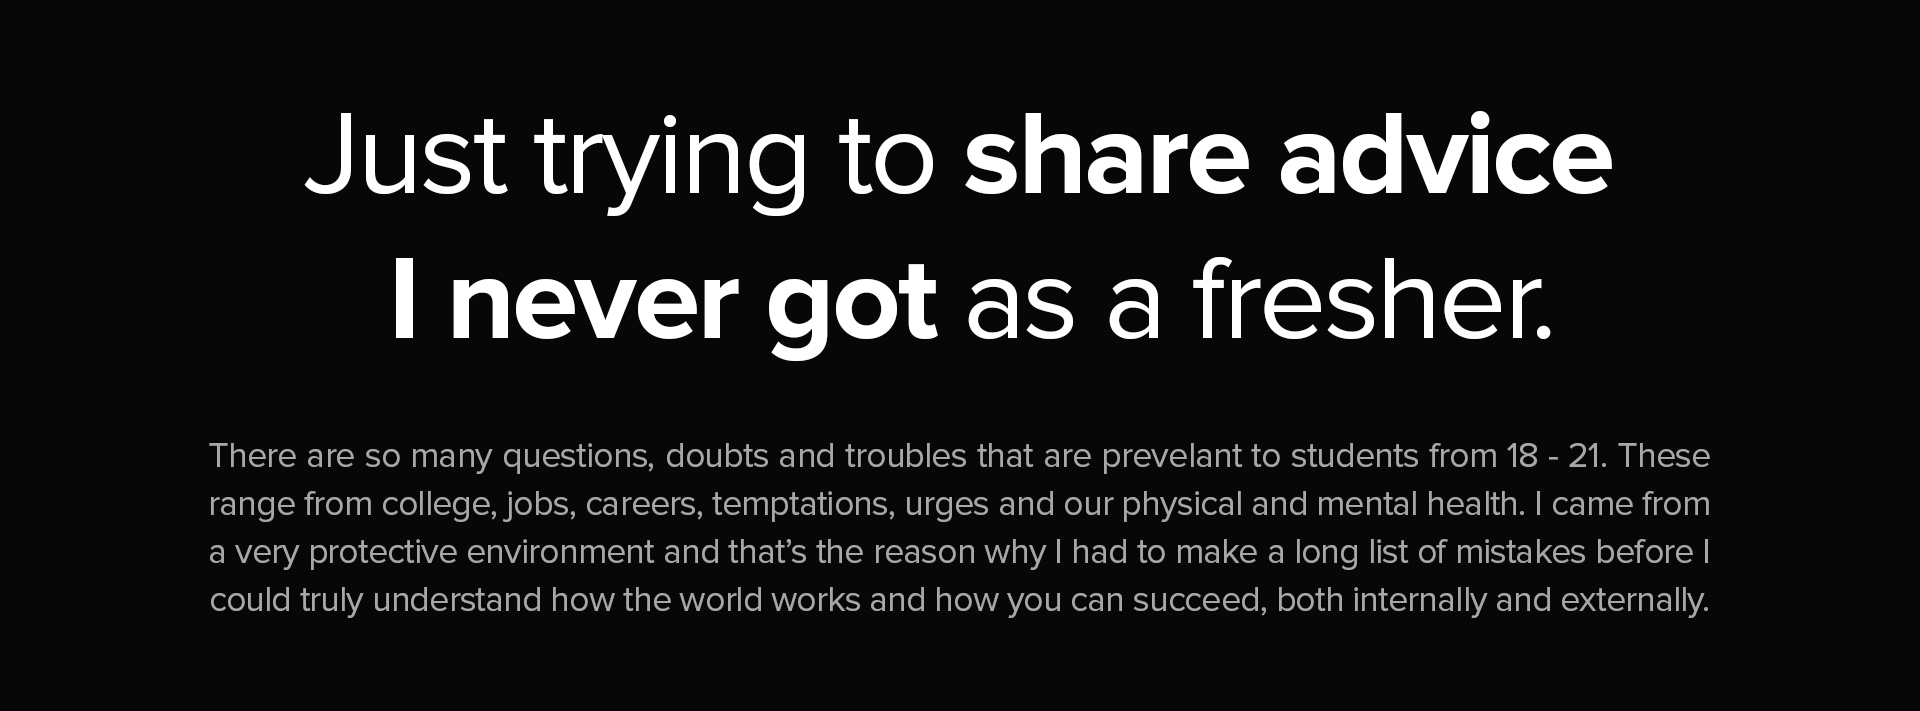 Just trying to share advice
I never got as a fresher.
There are so many questions, doubts and troubles that are prevelant to students from 18 - 21. These
range from college, jobs, careers, temptations, urges and our physical and mental health. I came from
a very protective environment and that’s the reason why I had to make a long list of mistakes before I
could truly understand how the world works and how you can succeed, both internally and externally.